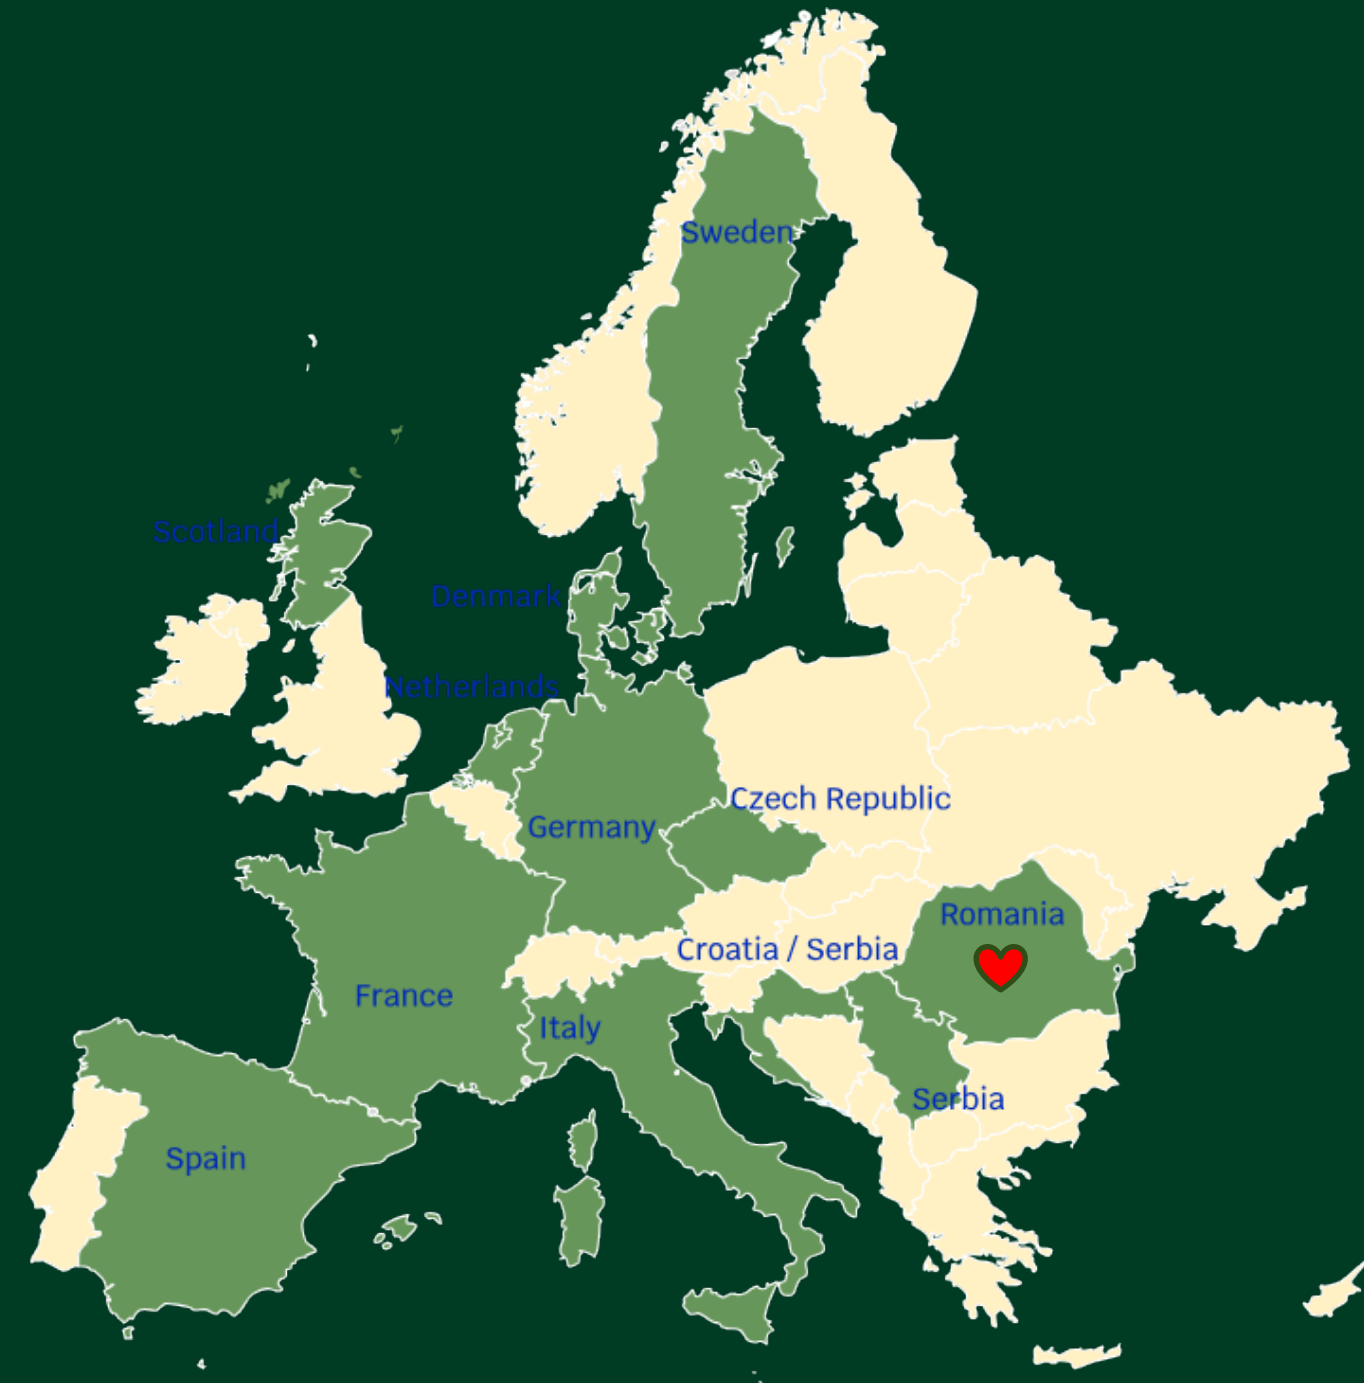 Sweden
Scotland
Denmark
Netherlands
Czech Republic
Germany
Romania
Croatia / Serbia
France
Italy
Serbia
Spain